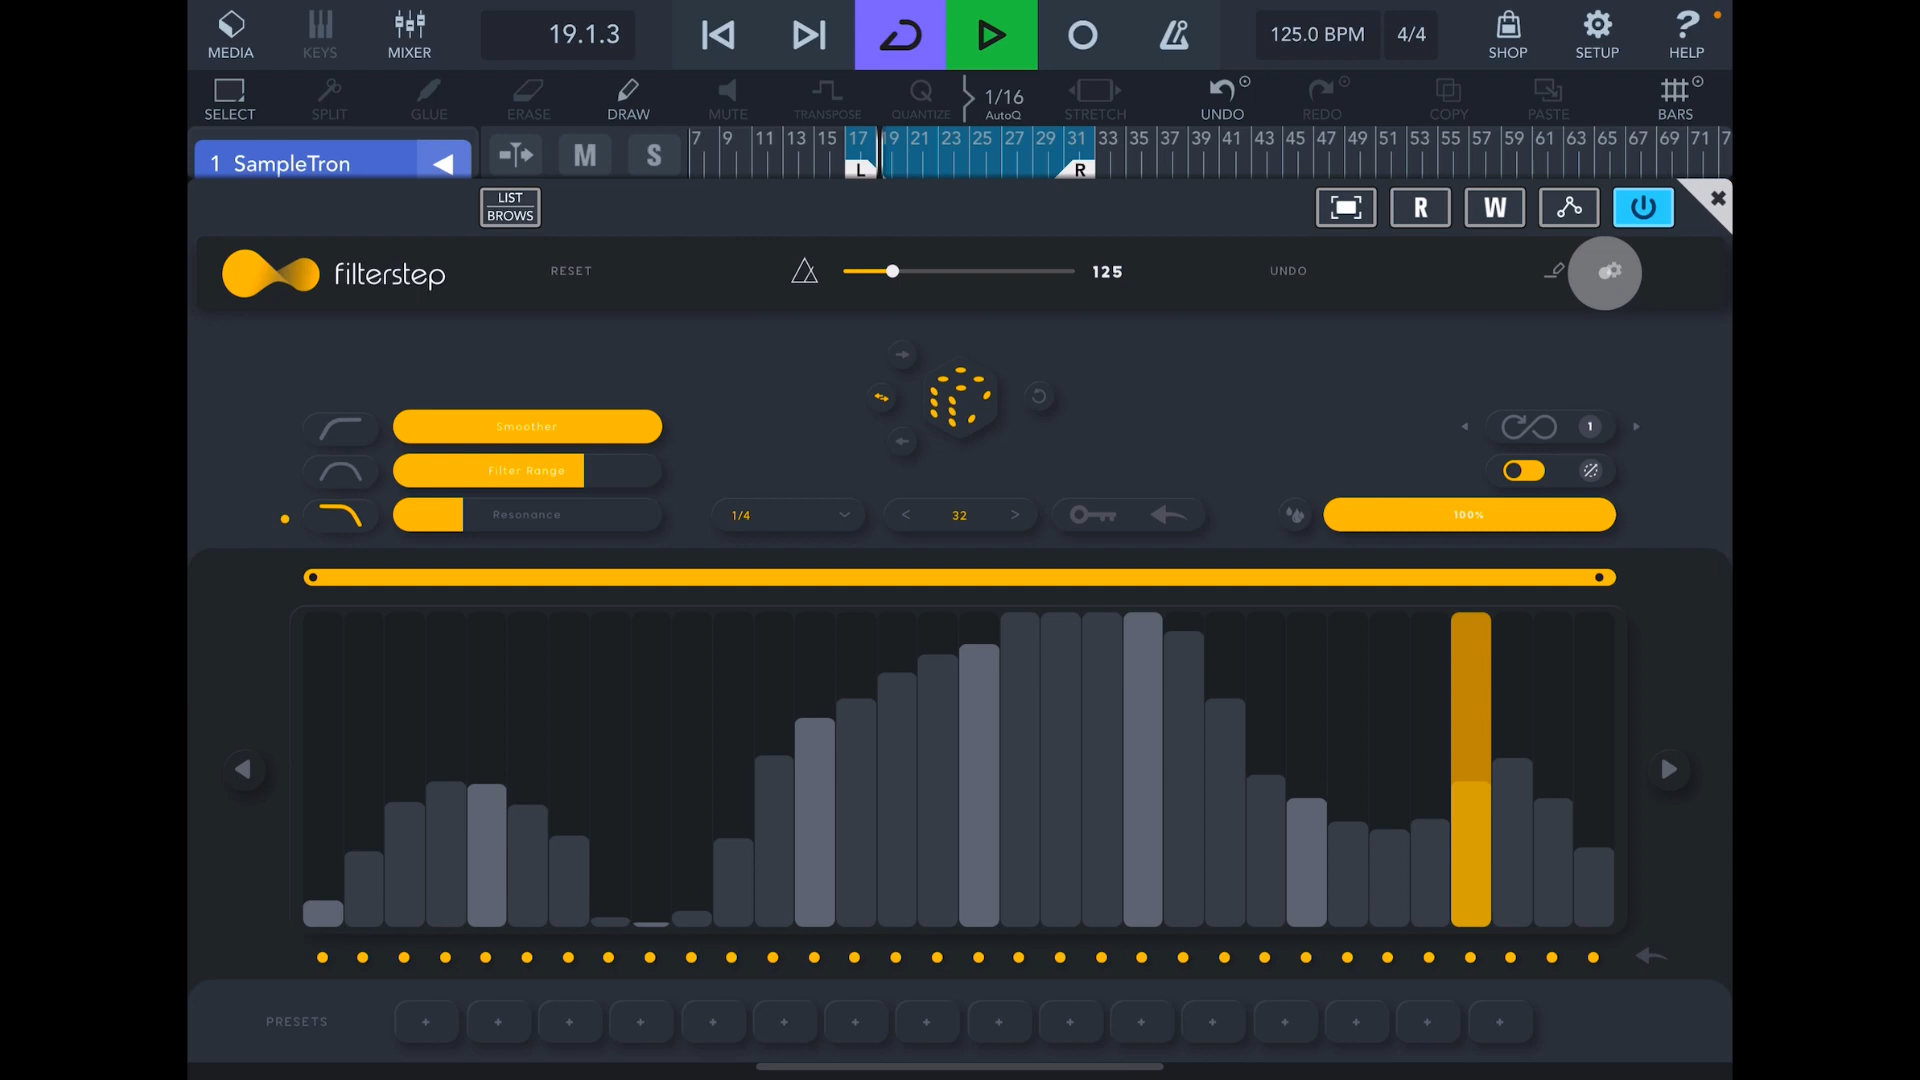 MEDIA
KEYS
MIXER
19.1.3
125.0 BPM
4/4
SHOP
SETUP
HELP
SELECT
SPLIT
GLUE
ERASE
DRAW
MUTE
TRANSPOSE
QUANTIZE
1/16
AutoQ
STRETCH
UNDO
REDO
COPY
PASTE
BARS
1 SampleTron
M
S
7 9 11 13 15 17 19 21 23 25 27 29 31 33 35 37 39 41 43 45 47 49 51 53 55 57 59 61 63 65 67 69 71 7
L
R
LIST
BROWS
R
W
filterstep
RESET
125
UNDO
Smoother
1
Filter Range
Resonance
1/4
< 32 >
100%
PRESETS
+ + + + + + + + + + + + + + + +